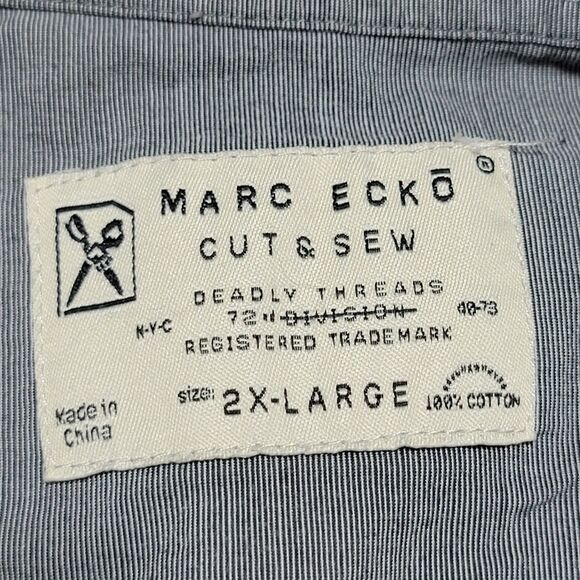 MARC ECKŌ ®
CUT & SEW
DEADLY THREADS
N-Y-C 72" DIVISION 40-73
REGISTERED TRADEMARK
Made in China
size: 2X-LARGE
100% COTTON